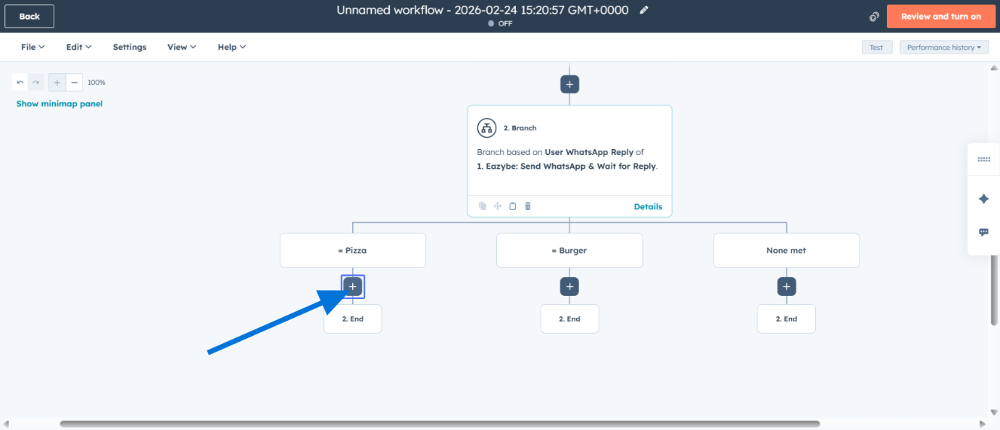 Back
Unnamed workflow - 2026-02-24 15:20:57 GMT+0000
OFF
Review and turn on
File
Edit
Settings
View
Help
Test
Performance history
100%
Show minimap panel
2. Branch
Branch based on User WhatsApp Reply of
1. Eazybe: Send WhatsApp & Wait for Reply.
Details
= Pizza
= Burger
None met
2. End
2. End
2. End